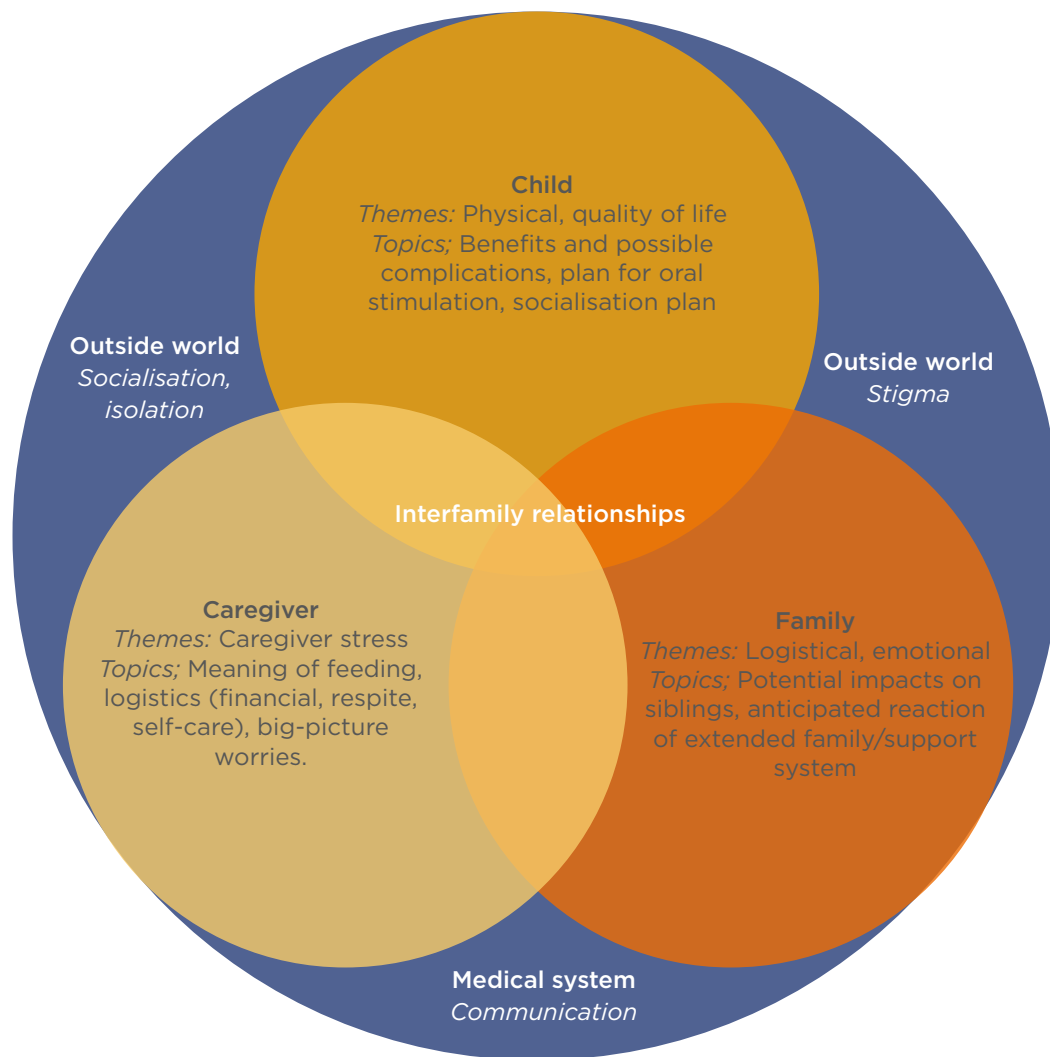 Child
Themes: Physical, quality of life
Topics; Benefits and possible
complications, plan for oral
stimulation, socialisation plan
Outside world
Socialisation,
isolation
Outside world
Stigma
Interfamily relationships
Caregiver
Themes: Caregiver stress
Topics; Meaning of feeding,
logistics (financial, respite,
self-care), big-picture
worries.
Family
Themes: Logistical, emotional
Topics; Potential impacts on
siblings, anticipated reaction
of extended family/support
system
Medical system
Communication